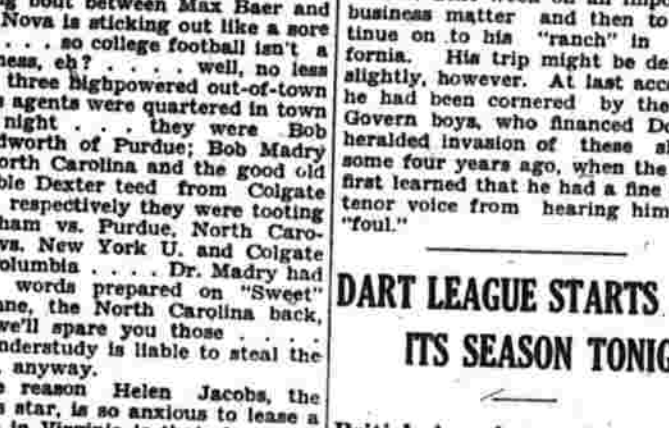 bout between Max Baer and
Nova is sticking out like a sore
. . . . so college football isn't a
ness, eh? . . . . well, no less
three highpowered out-of-town
agents were quartered in town
night . . . they were Bob
dworth of Purdue; Bob Madry
orth Carolina and the good old
ble Dexter teed from Colgate
respectively they were tooting
ham vs. Purdue, North Caro-
vs. New York U. and Colgate
olumbia . . . . Dr. Madry had
words prepared on "Sweet"
ane, the North Carolina back,
we'll spare you those . . . .
nderstudy is liable to steal the
anyway.
reason Helen Jacobs, the
s star, is so anxious to lease a
in Virginia is that
business matter and then to
tinue on to his "ranch" in
fornia. His trip might be de
slightly, however. At last acc
he had been cornered by the
Govern boys, who financed D
heralded invasion of these s
some four years ago, when the
first learned that he had a fine
tenor voice from hearing him
"foul."
DART LEAGUE STARTS
ITS SEASON TONIG